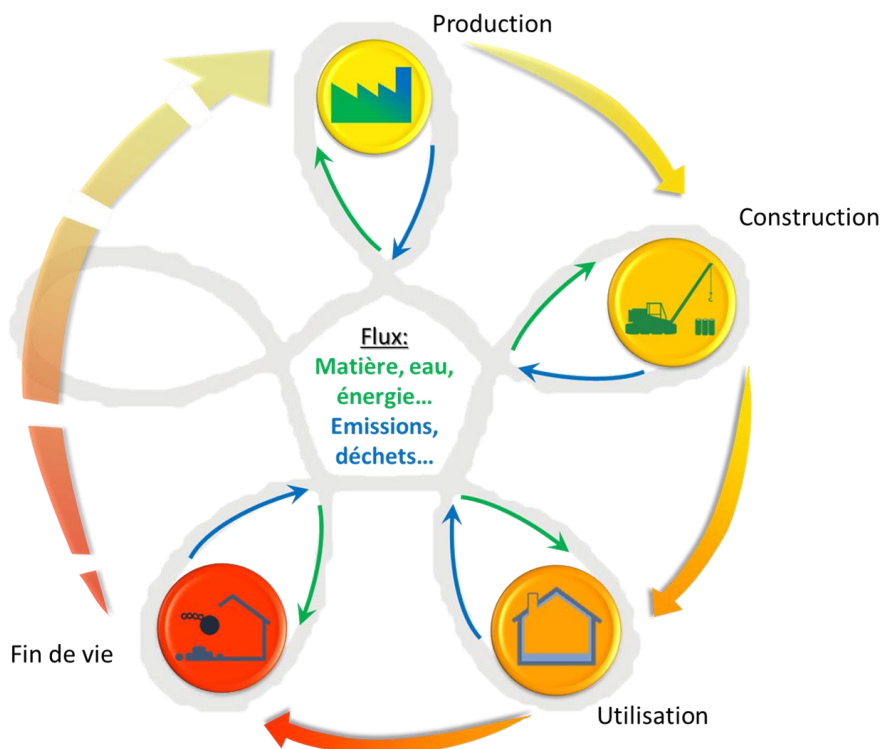 Production
Construction
Flux:
Matière, eau,
énergie...
Emissions,
déchets...
Fin de vie
Utilisation